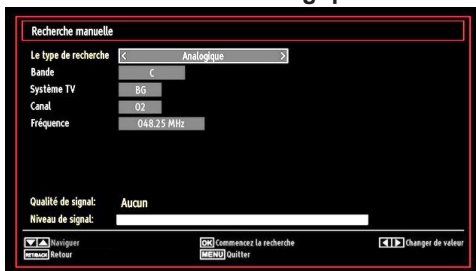 Recherche manuelle
Le type de recherche < Analogique >
Bande C
Système TV BG
Canal 02
Fréquence 048.25 MHz
Qualité de signal: Aucun
Niveau de signal:
Naviguer OK Commencez la recherche Changer de valeur
Retour MENU Quitter